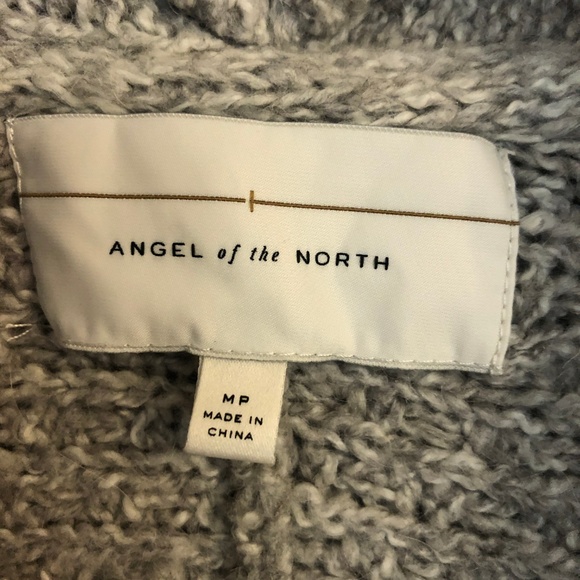 ANGEL of the NORTH
MP
MADE IN
CHINA